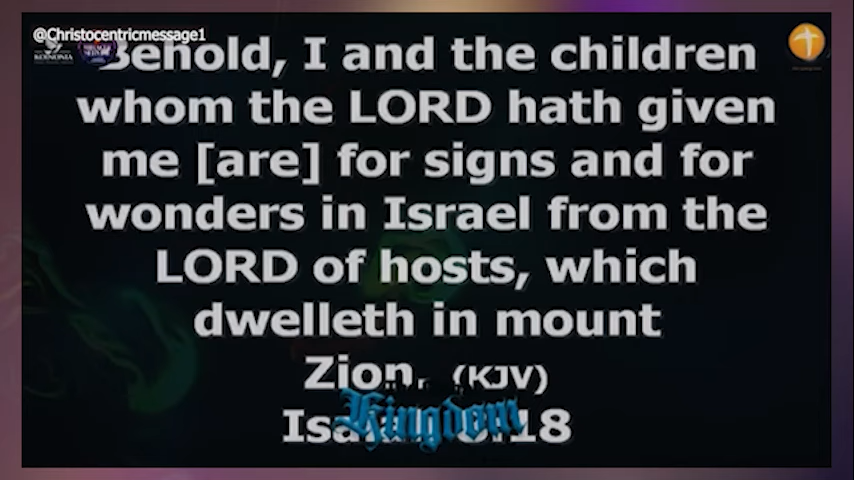 @Christocentricmessage1
KOINONIA
Behold, I and the children
whom the LORD hath given
me [are] for signs and for
wonders in Israel from the
LORD of hosts, which
dwelleth in mount
Zion. (KJV)
Kingdom
Isaiah 8:18